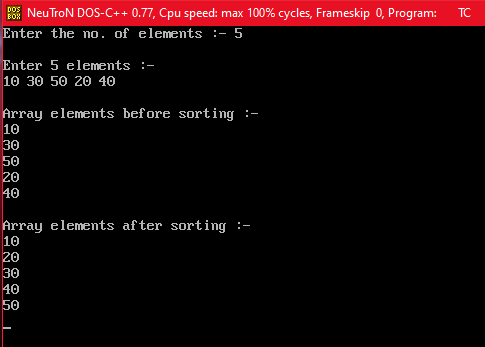 DOS BOX
NeuTroN DOS-C++ 0.77, Cpu speed: max 100% cycles, Frameskip 0, Program: TC
Enter the no. of elements :- 5
Enter 5 elements :-
10 30 50 20 40
Array elements before sorting :-
10
30
50
20
40
Array elements after sorting :-
10
20
30
40
50
_